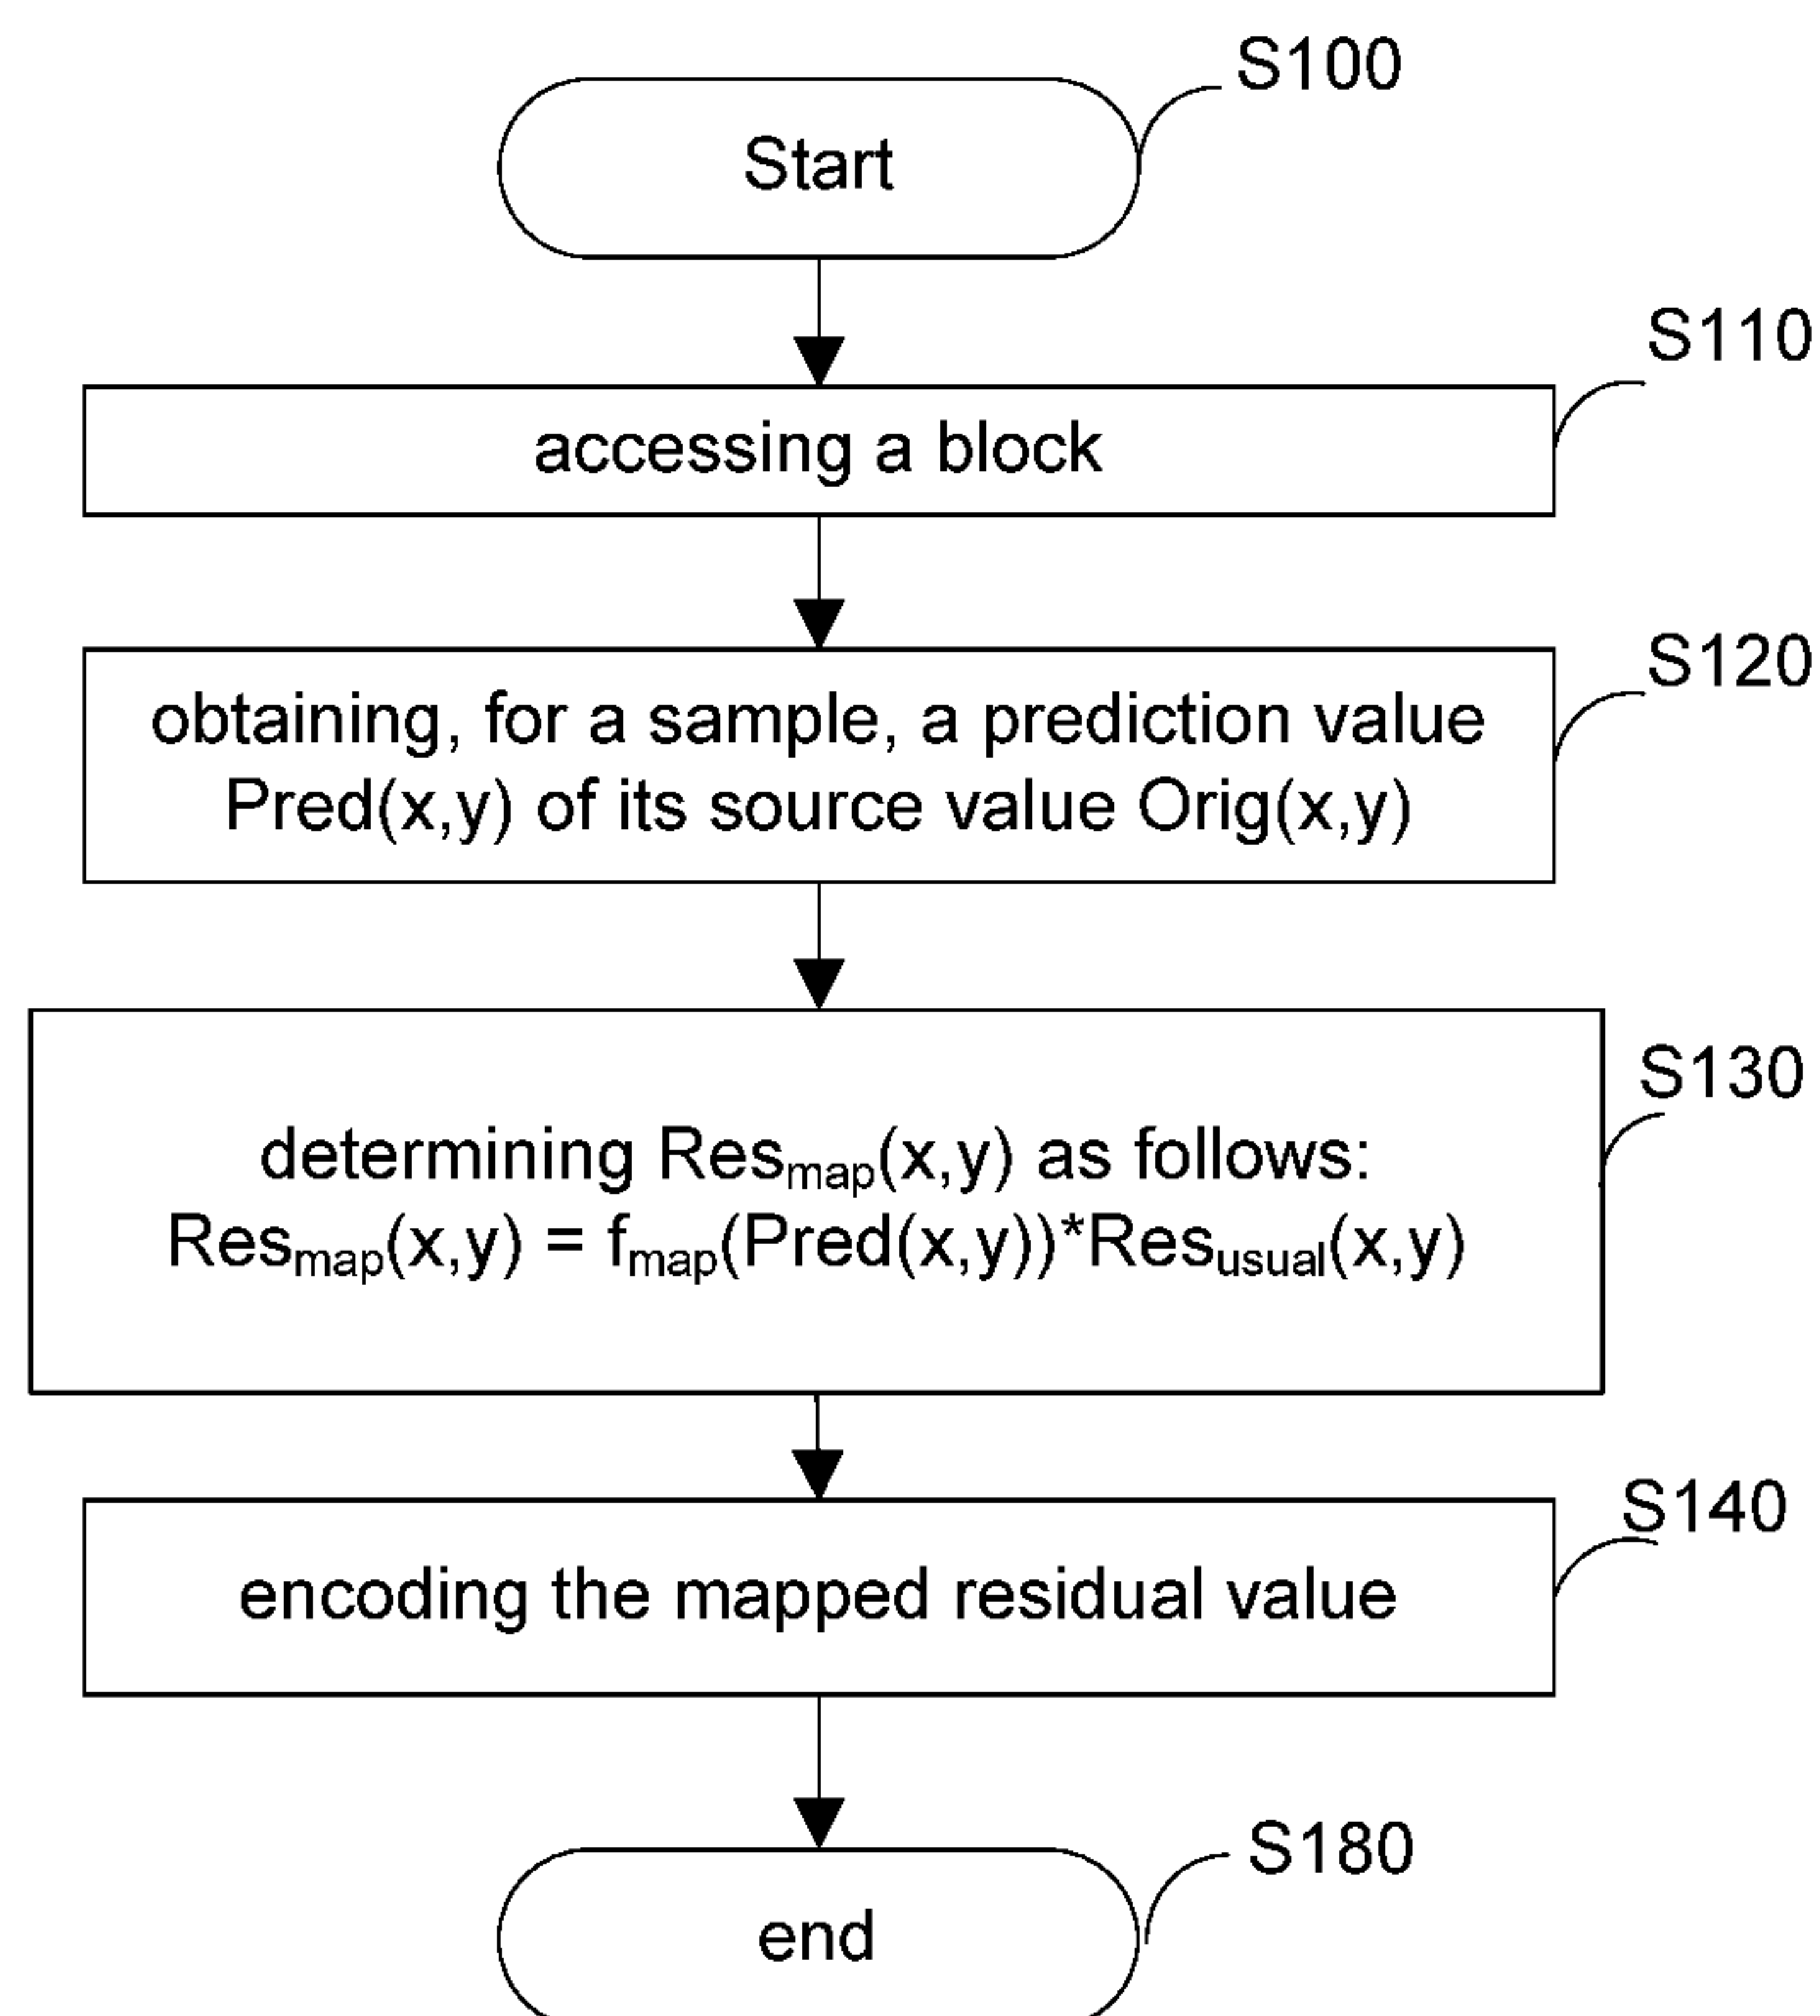 S100
Start
S110
accessing a block
S120
obtaining, for a sample, a prediction value
Pred(x,y) of its source value Orig(x,y)
S130
determining Resmap(x,y) as follows:
Resmap(x,y) = fmap(Pred(x,y))*Resusual(x,y)
S140
encoding the mapped residual value
S180
end